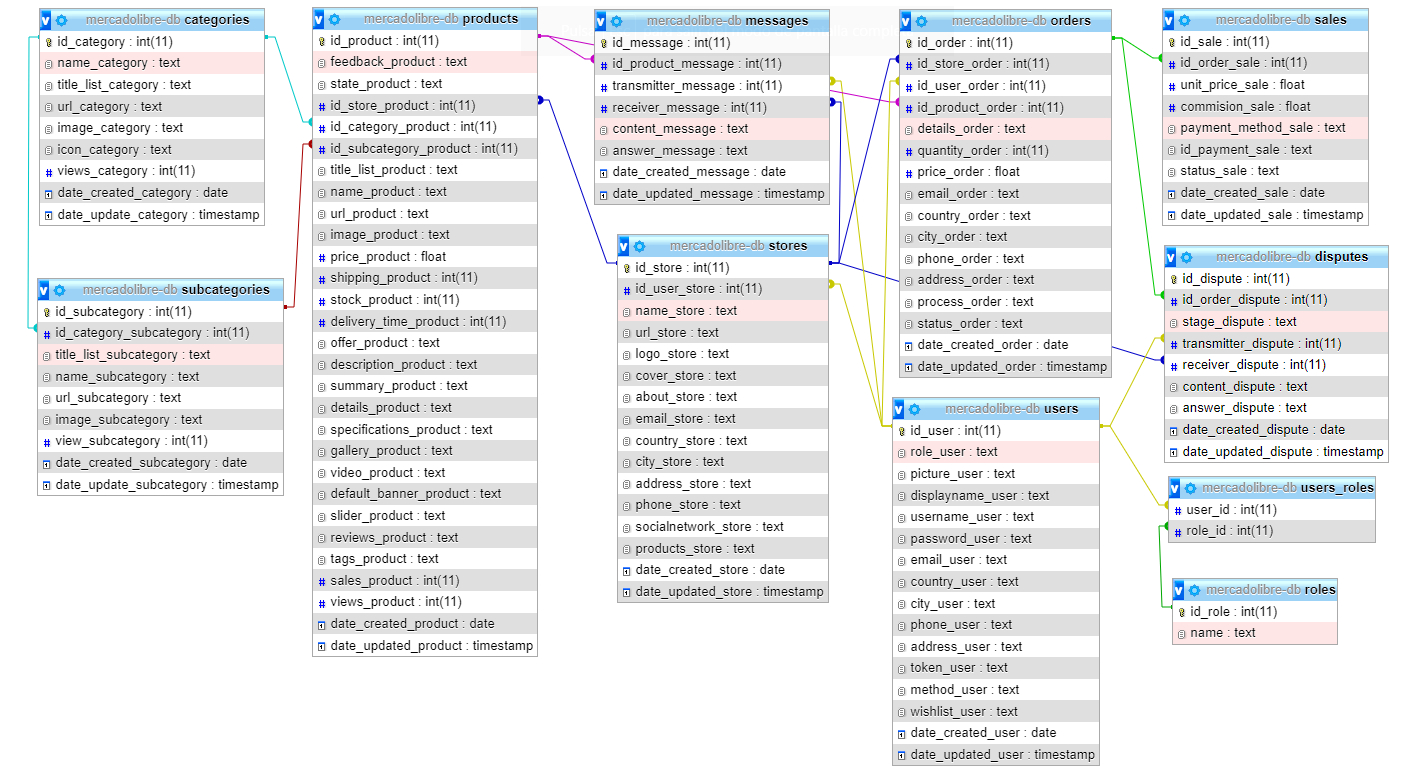 mercadolibre-db categories
id_category : int(11)
name_category : text
title_list_category : text
url_category : text
image_category : text
icon_category : text
views_category : int(11)
date_created_category : date
date_update_category : timestamp
mercadolibre-db subcategories
id_subcategory : int(11)
id_category_subcategory : int(11)
title_list_subcategory : text
name_subcategory : text
url_subcategory : text
image_subcategory : text
view_subcategory : int(11)
date_created_subcategory : date
date_update_subcategory : timestamp
mercadolibre-db products
id_product : int(11)
feedback_product : text
state_product : text
id_store_product : int(11)
id_category_product : int(11)
id_subcategory_product : int(11)
title_list_product : text
name_product : text
url_product : text
image_product : text
price_product : float
shipping_product : int(11)
stock_product : int(11)
delivery_time_product : int(11)
offer_product : text
description_product : text
summary_product : text
details_product : text
specifications_product : text
gallery_product : text
video_product : text
default_banner_product : text
slider_product : text
reviews_product : text
tags_product : text
sales_product : int(11)
views_product : int(11)
date_created_product : date
date_updated_product : timestamp
mercadolibre-db messages
id_message : int(11)
id_product_message : int(11)
transmitter_message : int(11)
receiver_message : int(11)
content_message : text
answer_message : text
date_created_message : date
date_updated_message : timestamp
mercadolibre-db stores
id_store : int(11)
id_user_store : int(11)
name_store : text
url_store : text
logo_store : text
cover_store : text
about_store : text
email_store : text
country_store : text
city_store : text
address_store : text
phone_store : text
socialnetwork_store : text
products_store : text
date_created_store : date
date_updated_store : timestamp
mercadolibre-db orders
id_order : int(11)
id_store_order : int(11)
id_user_order : int(11)
id_product_order : int(11)
details_order : text
quantity_order : int(11)
price_order : float
email_order : text
country_order : text
city_order : text
phone_order : text
address_order : text
process_order : text
status_order : text
date_created_order : date
date_updated_order : timestamp
mercadolibre-db users
id_user : int(11)
role_user : text
picture_user : text
displayname_user : text
username_user : text
password_user : text
email_user : text
country_user : text
city_user : text
phone_user : text
address_user : text
token_user : text
method_user : text
wishlist_user : text
date_created_user : date
date_updated_user : timestamp
mercadolibre-db sales
id_sale : int(11)
id_order_sale : int(11)
unit_price_sale : float
commision_sale : float
payment_method_sale : text
id_payment_sale : text
status_sale : text
date_created_sale : date
date_updated_sale : timestamp
mercadolibre-db disputes
id_dispute : int(11)
id_order_dispute : int(11)
stage_dispute : text
transmitter_dispute : int(11)
receiver_dispute : int(11)
content_dispute : text
answer_dispute : text
date_created_dispute : date
date_updated_dispute : timestamp
mercadolibre-db users_roles
user_id : int(11)
role_id : int(11)
mercadolibre-db roles
id_role : int(11)
name : text